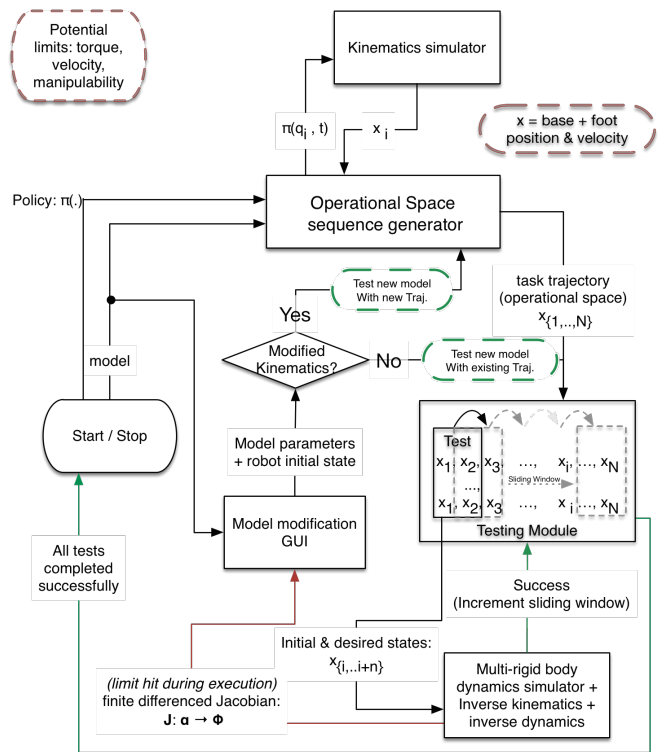 Potential
limits: torque,
velocity,
manipulability
Kinematics simulator
π(q_i , t)
x_i
x = base + foot
position & velocity
Policy: π(.)
Operational Space
sequence generator
Test new model
With new Traj.
task trajectory
(operational space)
x_{1,..,N}
Yes
Modified
Kinematics?
No
Test new model
With existing Traj.
model
Start / Stop
Model parameters
+ robot initial state
Test
x_1, x_2, x_3 ..., x_i, ..., x_N
..., Sliding Window
x_1, x_2, x_3 ..., x_i ..., x_N
Testing Module
Model modification
GUI
All tests
completed
successfully
Success
(Increment sliding window)
Initial & desired states:
x_{i,..i+n}
(limit hit during execution)
finite differenced Jacobian:
J: α → Φ
Multi-rigid body
dynamics simulator +
Inverse kinematics +
inverse dynamics